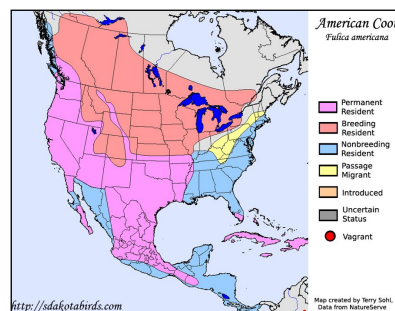 American Coot
Fulica americana
Permanent
Resident
Breeding
Resident
Nonbreeding
Resident
Passage
Migrant
Introduced
Uncertain
Status
Vagrant
http://sdakotabirds.com
Map created by Terry Sohl,
Data from NatureServe